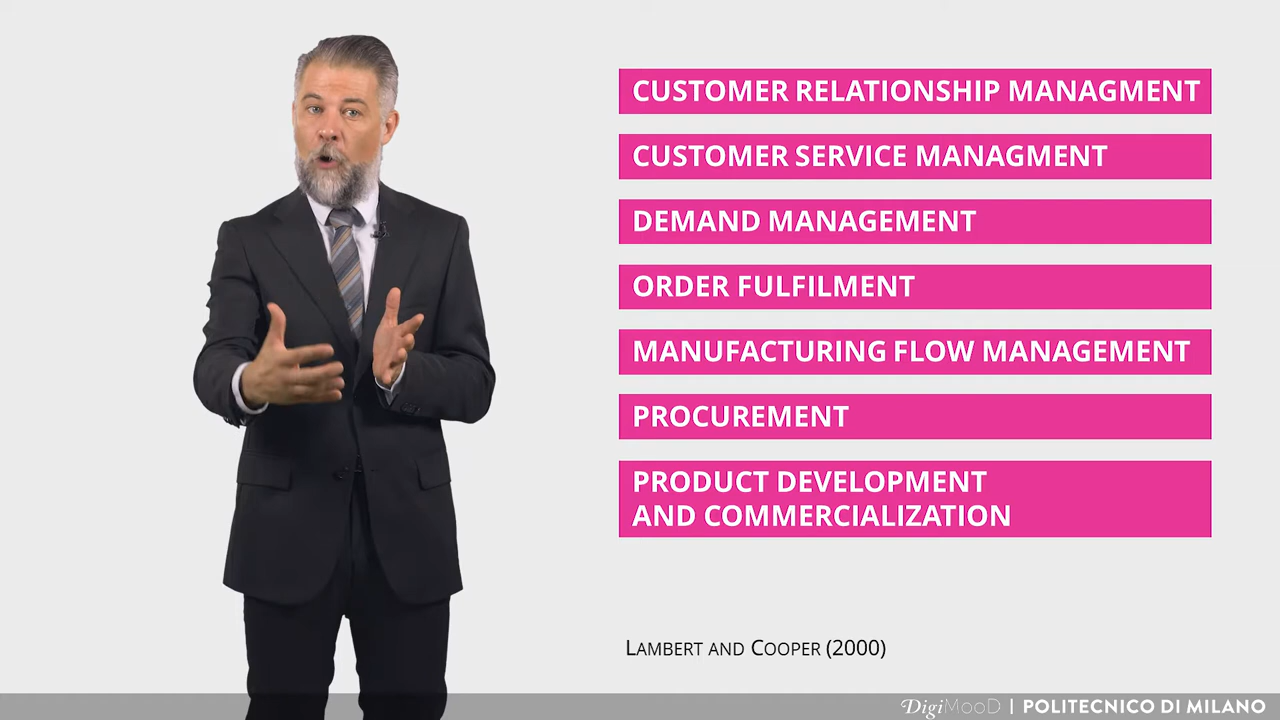 CUSTOMER RELATIONSHIP MANAGMENT
CUSTOMER SERVICE MANAGMENT
DEMAND MANAGEMENT
ORDER FULFILMENT
MANUFACTURING FLOW MANAGEMENT
PROCUREMENT
PRODUCT DEVELOPMENT
AND COMMERCIALIZATION
LAMBERT AND COOPER (2000)
DigiMooD | POLITECNICO DI MILANO